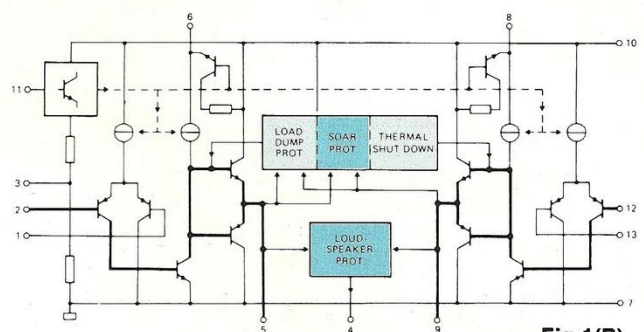 6
8
10
11
LOAD
DUMP
PROT
SOAR
PROT
THERMAL
SHUT DOWN
3
2
1
12
13
LOUD-
SPEAKER
PROT
7
5
4
9
Fig.1(B)